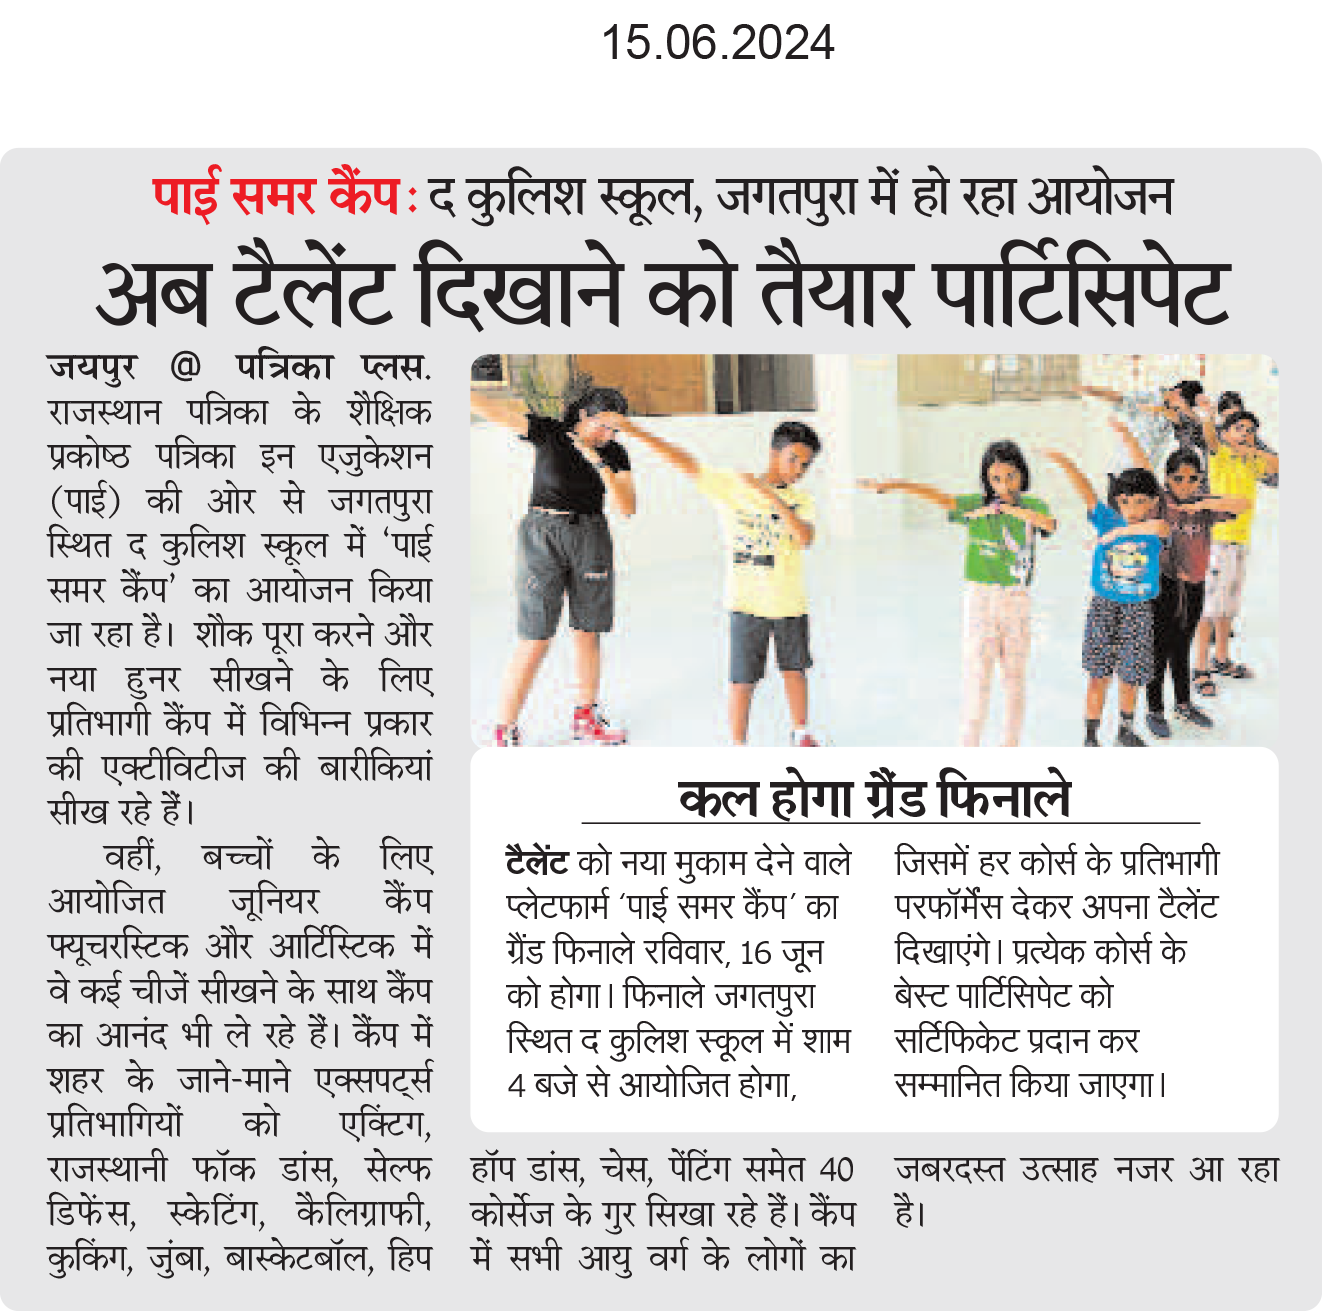 15.06.2024
पाई समर कैंप : द कुलिश स्कूल, जगतपुरा में हो रहा आयोजन
अब टैलेंट दिखाने को तैयार पार्टिसिपेट
जयपुर @ पत्रिका प्लस.
राजस्थान पत्रिका के शैक्षिक
प्रकोष्ठ पत्रिका इन एजुकेशन
(पाई) की ओर से जगतपुरा
स्थित द कुलिश स्कूल में ‘पाई
समर कैंप’ का आयोजन किया
जा रहा है। शौक पूरा करने और
नया हुनर सीखने के लिए
प्रतिभागी कैंप में विभिन्न प्रकार
की एक्टीविटीज की बारीकियां
सीख रहे हैं।
वहीं, बच्चों के लिए
आयोजित जूनियर कैंप
फ्यूचरस्टिक और आर्टिस्टिक में
वे कई चीजें सीखने के साथ कैंप
का आनंद भी ले रहे हैं। कैंप में
शहर के जाने-माने एक्सपर्ट्स
प्रतिभागियों को एक्टिंग,
राजस्थानी फॉक डांस, सेल्फ
डिफेंस, स्केटिंग, कैलिग्राफी,
कुकिंग, जुंबा, बास्केटबॉल, हिप
हॉप डांस, चेस, पेंटिंग समेत 40
कोर्सेज के गुर सिखा रहे हैं। कैंप
में सभी आयु वर्ग के लोगों का
जबरदस्त उत्साह नजर आ रहा
है।
कल होगा ग्रैंड फिनाले
टैलेंट को नया मुकाम देने वाले
प्लेटफार्म ‘पाई समर कैंप’ का
ग्रैंड फिनाले रविवार, 16 जून
को होगा। फिनाले जगतपुरा
स्थित द कुलिश स्कूल में शाम
4 बजे से आयोजित होगा,
जिसमें हर कोर्स के प्रतिभागी
परफॉर्मेंस देकर अपना टैलेंट
दिखाएंगे। प्रत्येक कोर्स के
बेस्ट पार्टिसिपेट को
सर्टिफिकेट प्रदान कर
सम्मानित किया जाएगा।